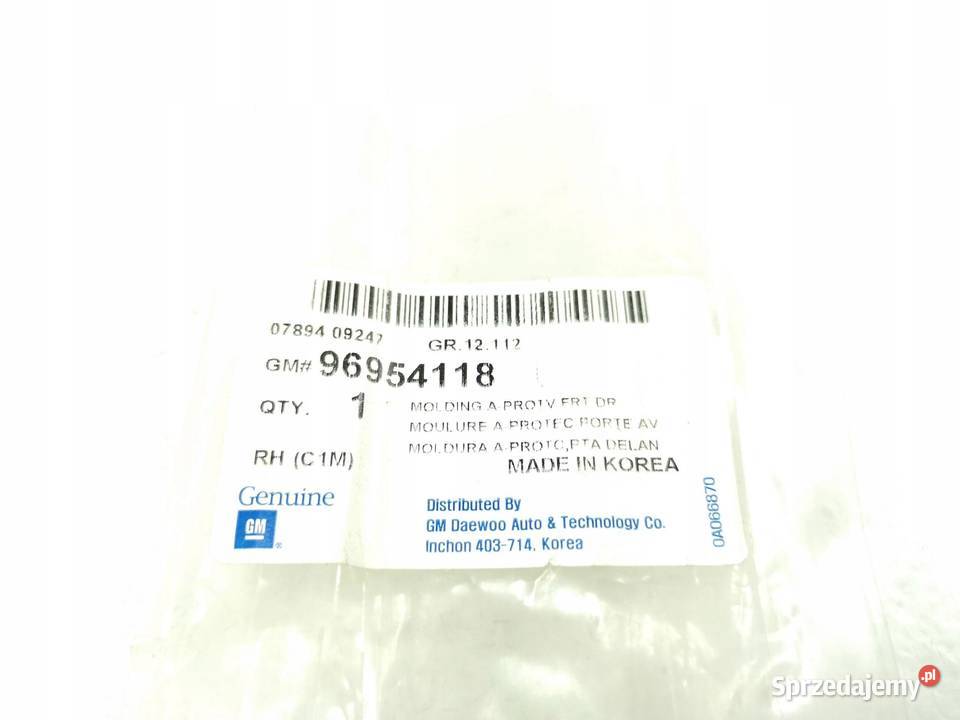 07894 09247
GR.12.112
GM# 96954118
QTY. 1
MOLDING A-PROTV FRT DR
MOULURE A-PROTEC PORTE AV
MOLDURA A-PROTC,PTA DELAN
RH (C1M)
MADE IN KOREA
Genuine
GM
Distributed By
GM Daewoo Auto & Technology Co.
Inchon 403-714, Korea
0A066870
Sprzedajemy.pl